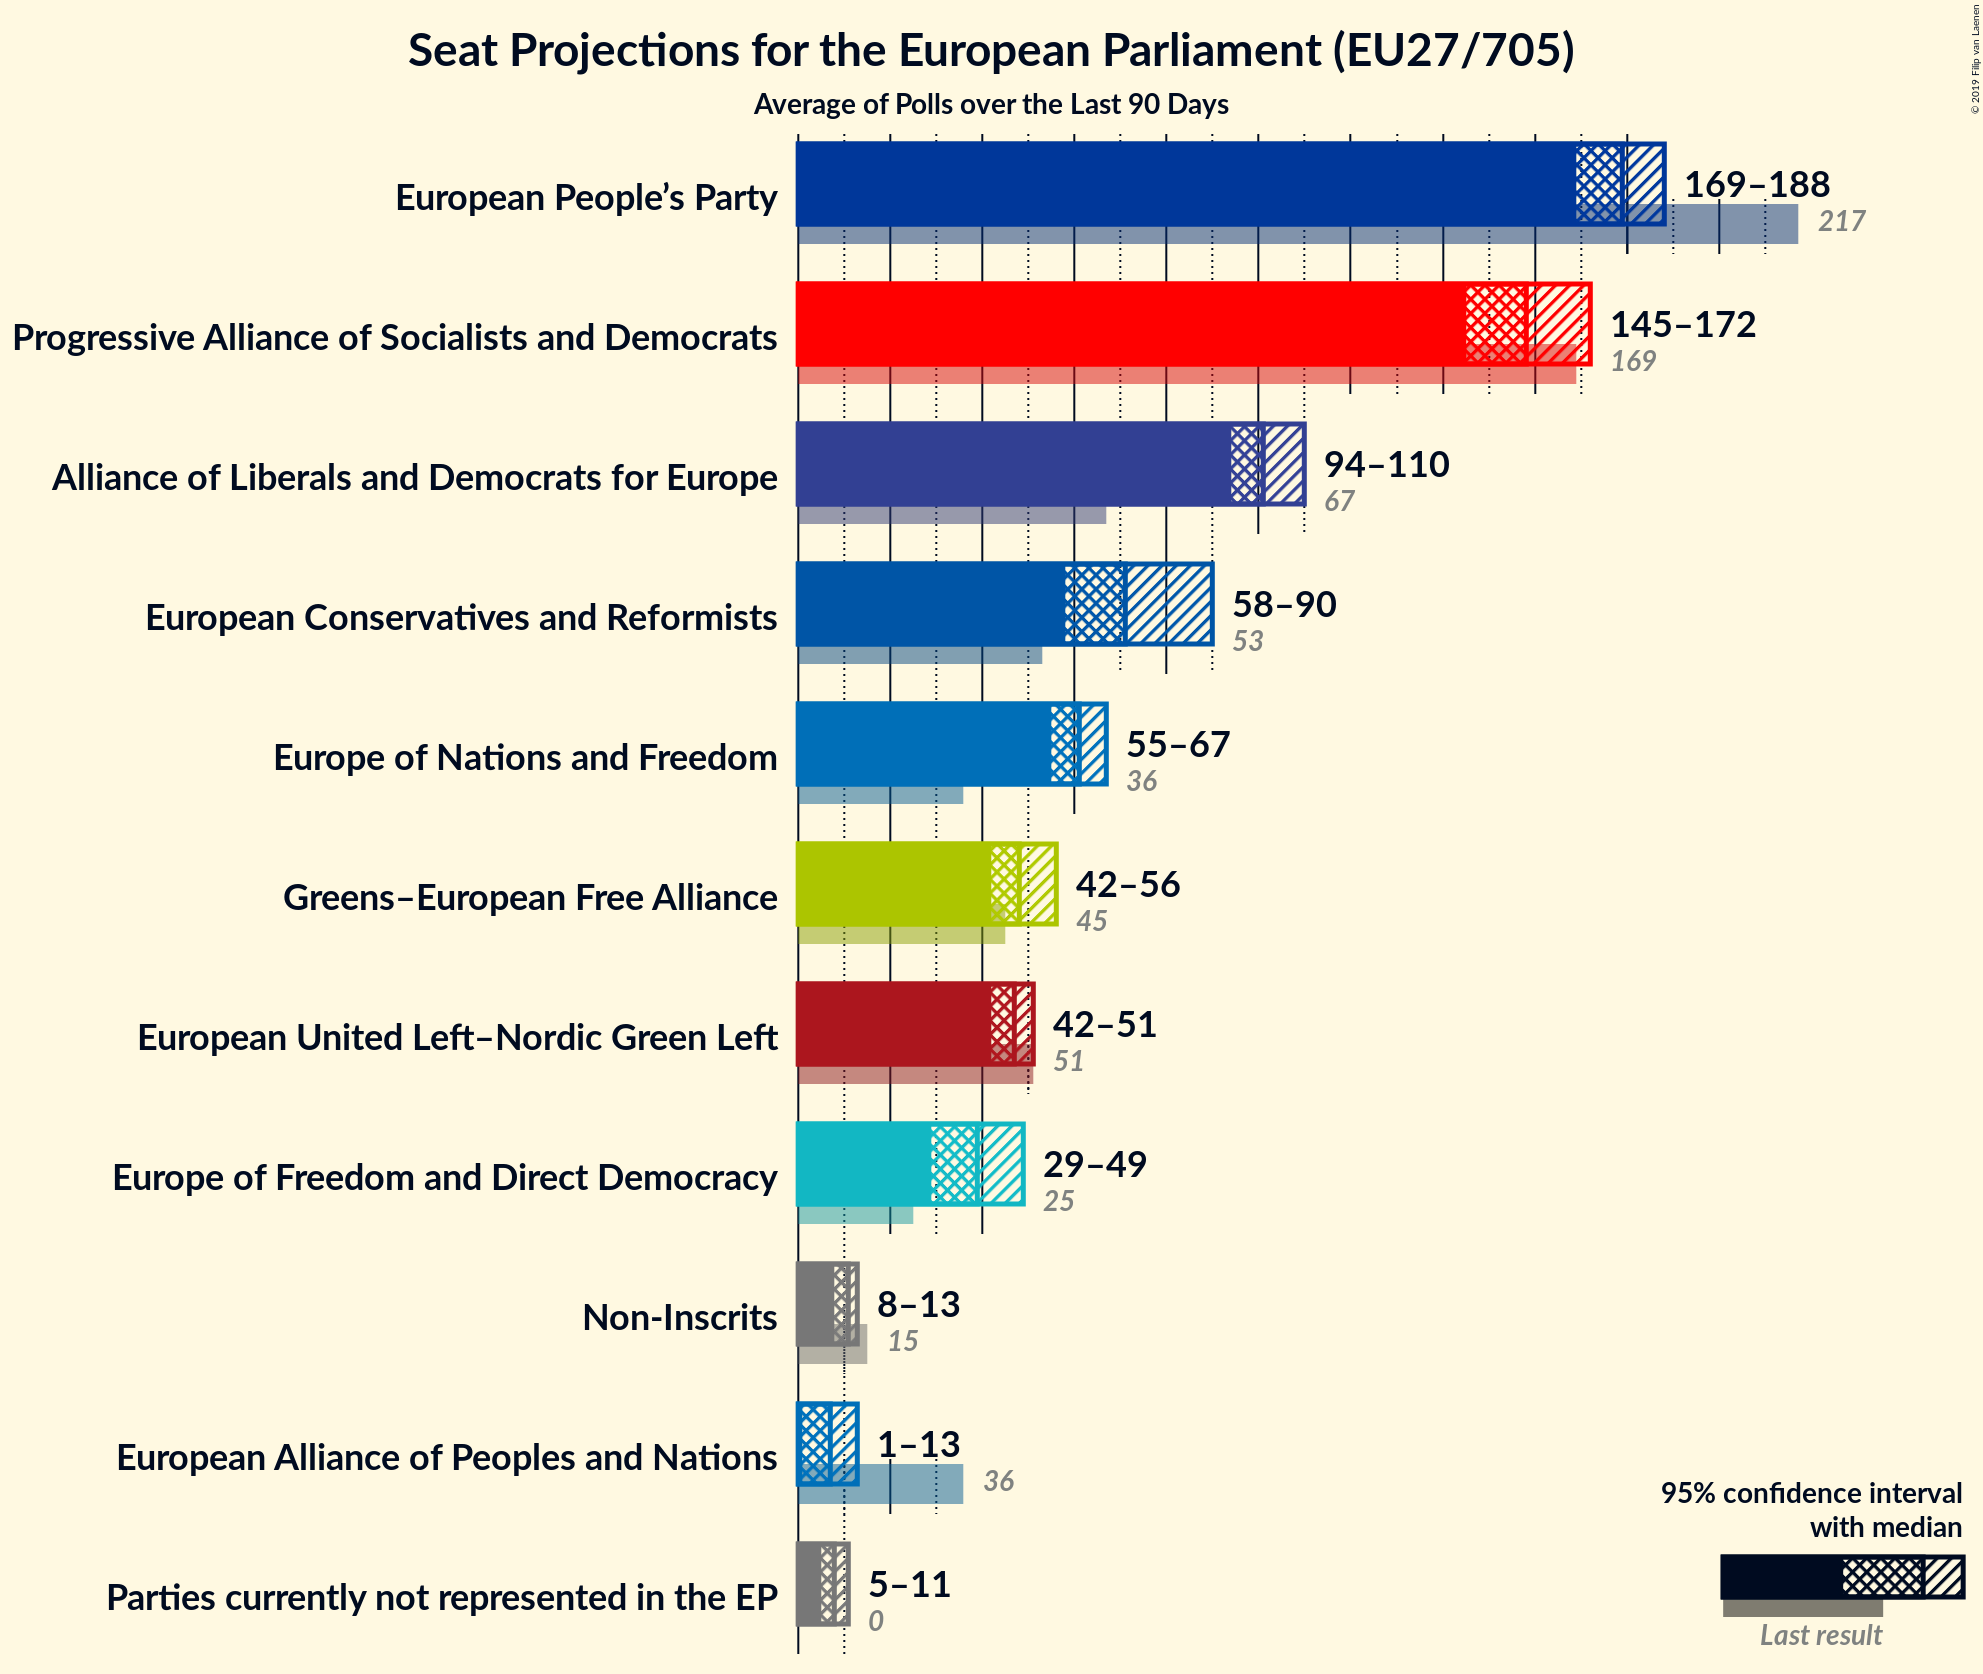 Seat Projections for the European Parliament (EU27/705)
Average of Polls over the Last 90 Days
© 2019 Filip van Laenen
European People’s Party
169–188
217
Progressive Alliance of Socialists and Democrats
145–172
169
Alliance of Liberals and Democrats for Europe
94–110
67
European Conservatives and Reformists
58–90
53
Europe of Nations and Freedom
55–67
36
Greens–European Free Alliance
42–56
45
European United Left–Nordic Green Left
42–51
51
Europe of Freedom and Direct Democracy
29–49
25
Non-Inscrits
8–13
15
European Alliance of Peoples and Nations
1–13
36
Parties currently not represented in the EP
5–11
0
95% confidence interval
with median
Last result